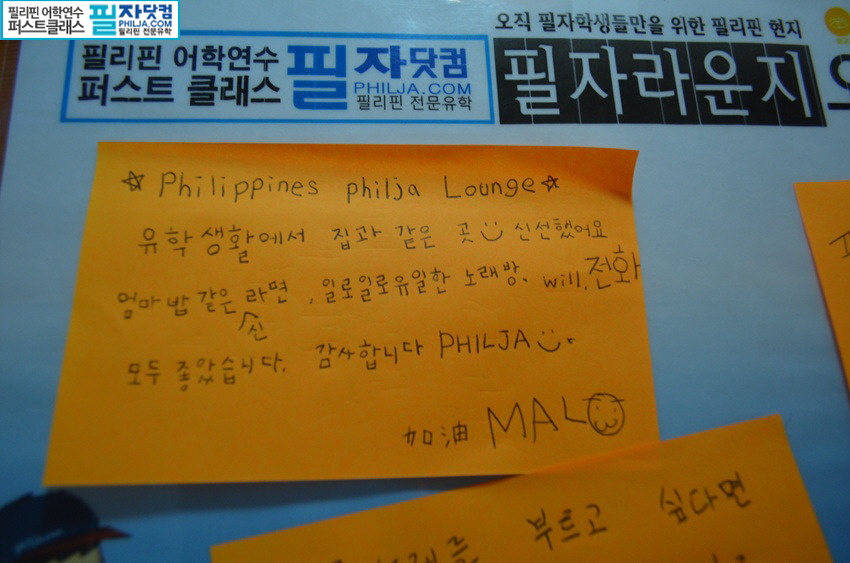 필리핀 어학연수
퍼스트클래스
필자닷컴
PHILJA.COM
필리핀 전문유학
필리핀 어학연수
퍼스트 클래스
필자닷컴
PHILJA.COM
필리핀 전문유학
오직 필자학생들만을 위한 필리핀 현지
필자라운지
☆ Philippines philja Lounge ☆
유학생활에서 집과 같은 곳 신선했어요
엄마 밥 같은 신라면, 일로일로유일한 노래방. will, 전화
모두 좋았습니다. 감사합니다 PHILJA
加油 MALO
부르고 싶다면